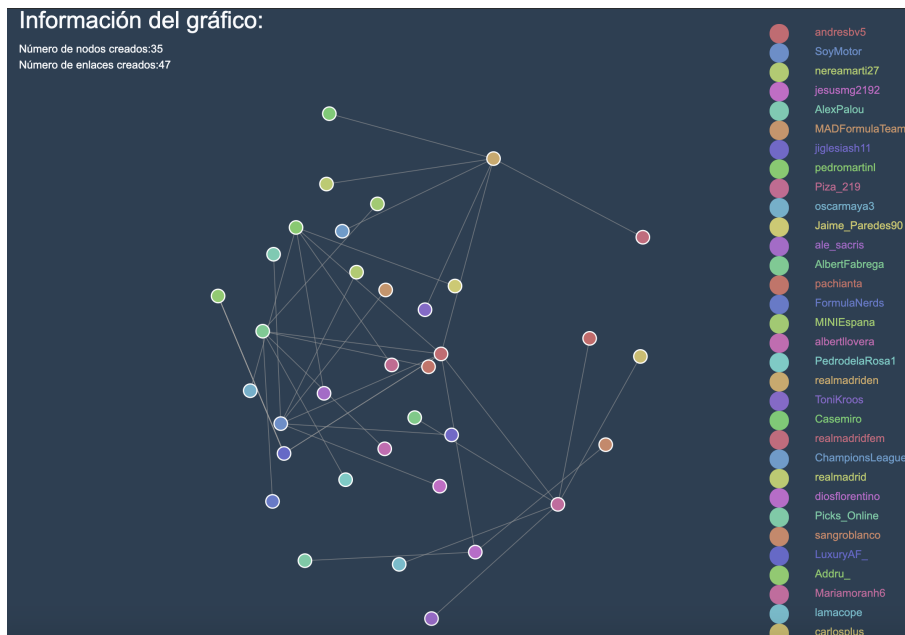 Información del gráfico:
Número de nodos creados:35
Número de enlaces creados:47
andresbv5
SoyMotor
nereamarti27
jesusmg2192
AlexPalou
MADFormulaTeam
jiglesiash11
pedromartinl
Piza_219
oscarmaya3
Jaime_Paredes90
ale_sacris
AlbertFabrega
pachianta
FormulaNerds
MINIEspana
albertllovera
PedrodelaRosa1
realmadriden
ToniKroos
Casemiro
realmadridfem
ChampionsLeague
realmadrid
diosflorentino
Picks_Online
sangroblanco
LuxuryAF_
Addru_
Mariamoranh6
lamacope
carlosplus